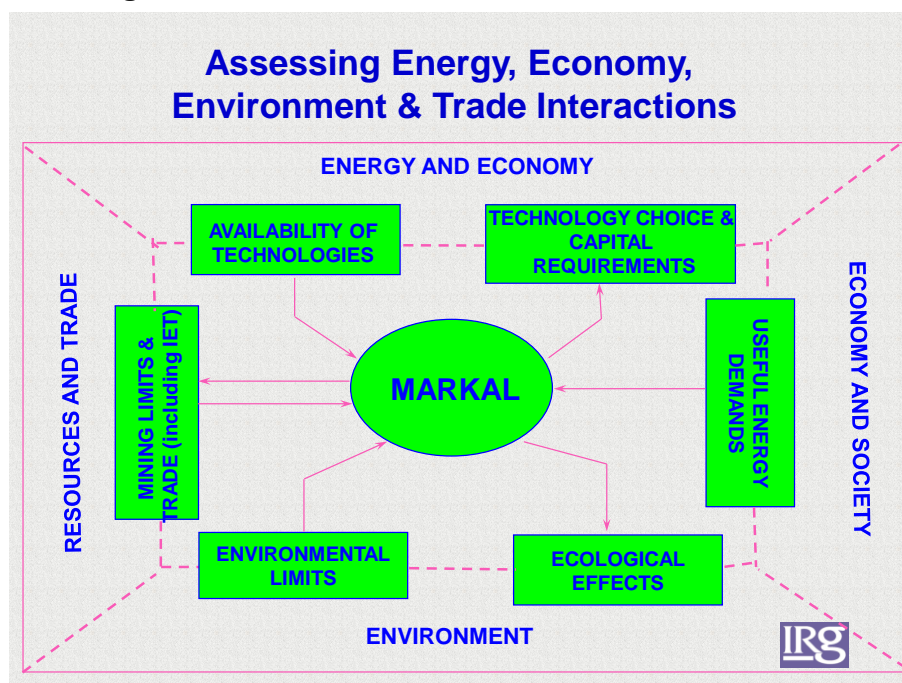 Assessing Energy, Economy,
Environment & Trade Interactions
ENERGY AND ECONOMY
AVAILABILITY OF
TECHNOLOGIES
TECHNOLOGY CHOICE &
CAPITAL
REQUIREMENTS
RESOURCES AND TRADE
MINING LIMITS &
TRADE (including IET)
MARKAL
USEFUL ENERGY
DEMANDS
ECONOMY AND SOCIETY
ENVIRONMENTAL
LIMITS
ECOLOGICAL
EFFECTS
ENVIRONMENT
IRg